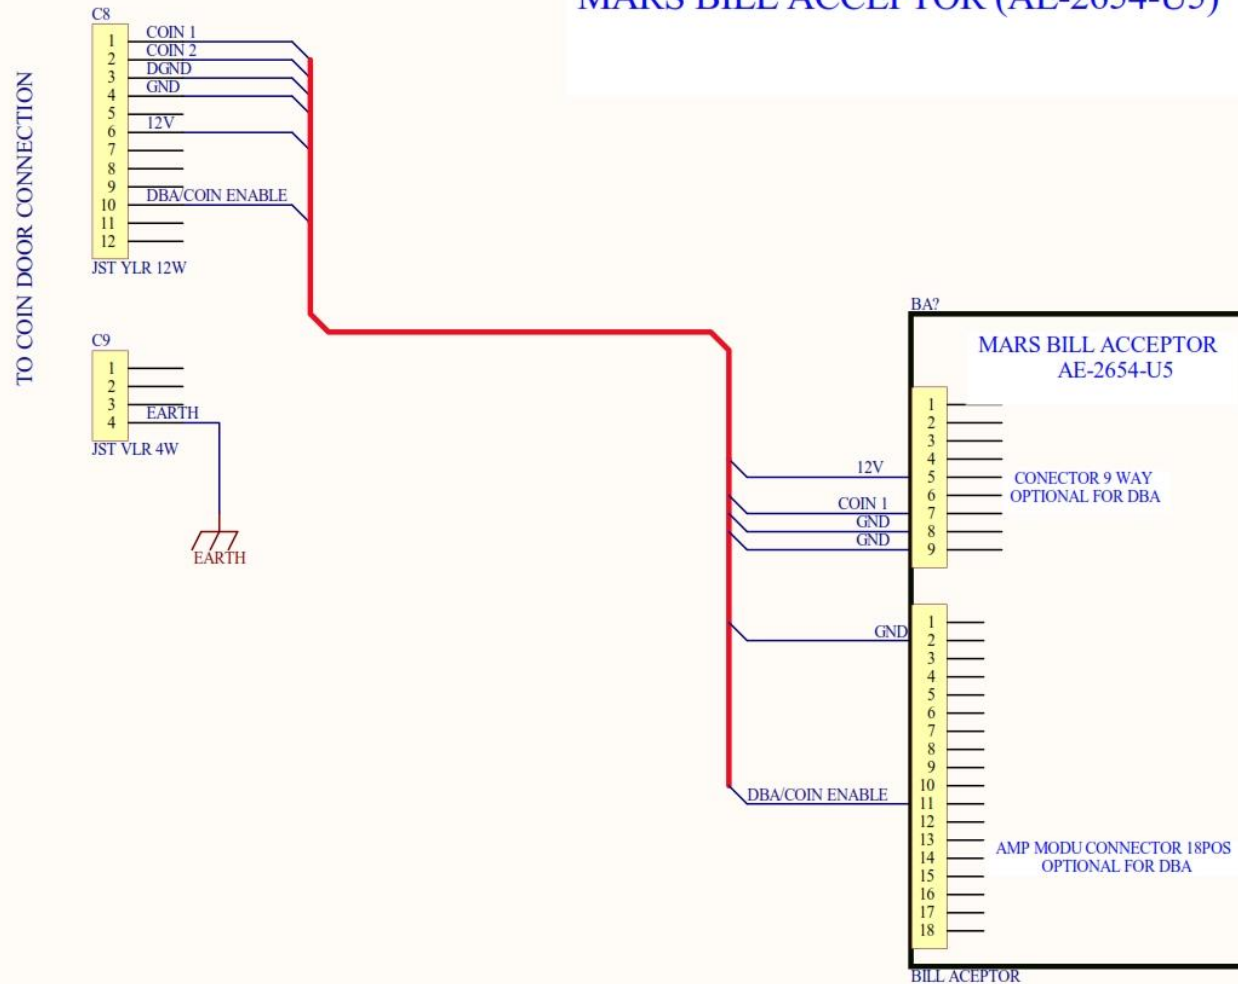 MARS BILL ACCEPTOR (AE-2654-U5)
TO COIN DOOR CONNECTION
C8
1 COIN 1
2 COIN 2
3 DGND
4 GND
5
6 12V
7
8
9
10 DBA/COIN ENABLE
11
12
JST YLR 12W
C9
1
2
3
4 EARTH
JST VLR 4W
EARTH
BA?
MARS BILL ACCEPTOR
AE-2654-U5
1
2
3
4
12V 5
6
COIN 1 7
GND 8
GND 9
CONECTOR 9 WAY
OPTIONAL FOR DBA
1
GND 2
3
4
5
6
7
8
9
10
DBA/COIN ENABLE 11
12
13
14
15
16
17
18
AMP MODU CONNECTOR 18POS
OPTIONAL FOR DBA
BILL ACEPTOR